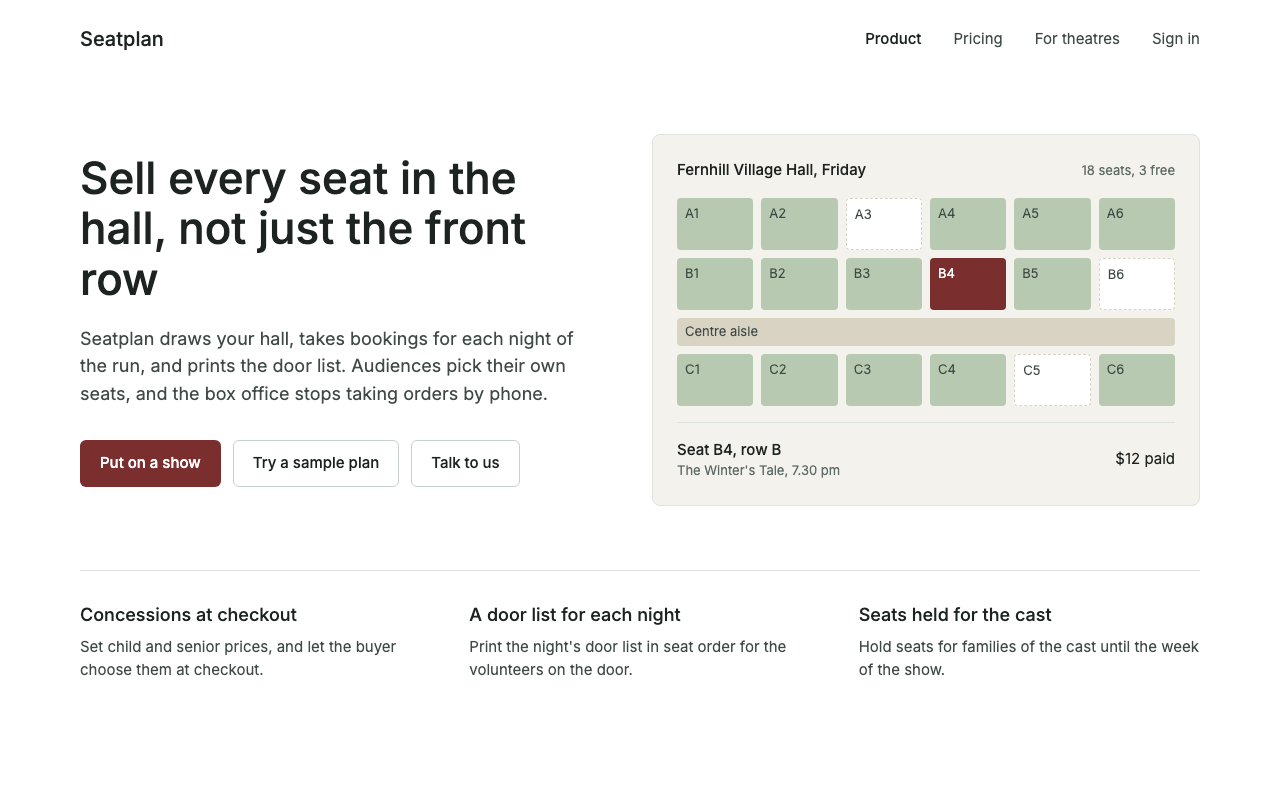 Seatplan
Product
Pricing
For theatres
Sign in
Sell every seat in the
hall, not just the front
row
Seatplan draws your hall, takes bookings for each night of
the run, and prints the door list. Audiences pick their own
seats, and the box office stops taking orders by phone.
Put on a show
Try a sample plan
Talk to us
Fernhill Village Hall, Friday
18 seats, 3 free
A1
A2
A3
A4
A5
A6
B1
B2
B3
B4
B5
B6
Centre aisle
C1
C2
C3
C4
C5
C6
Seat B4, row B
The Winter's Tale, 7.30 pm
$12 paid
Concessions at checkout
Set child and senior prices, and let the buyer
choose them at checkout.
A door list for each night
Print the night's door list in seat order for the
volunteers on the door.
Seats held for the cast
Hold seats for families of the cast until the week
of the show.